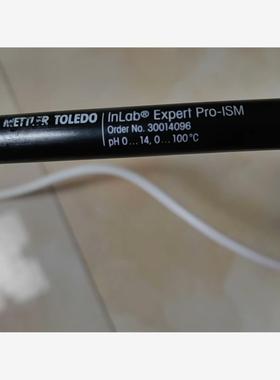 METTLER TOLEDO
InLab® Expert Pro-ISM
Order No. 30014096
pH 0...14, 0...100°C